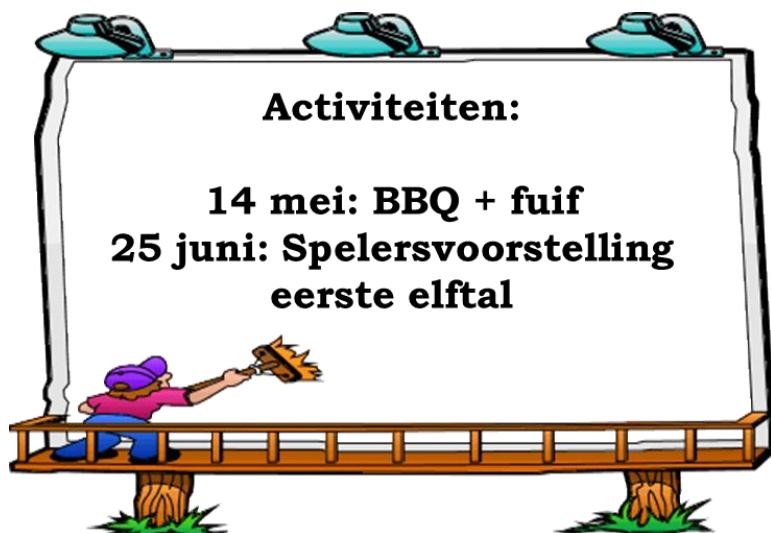 Activiteiten:
14 mei: BBQ + fuif
25 juni: Spelersvoorstelling
eerste elftal